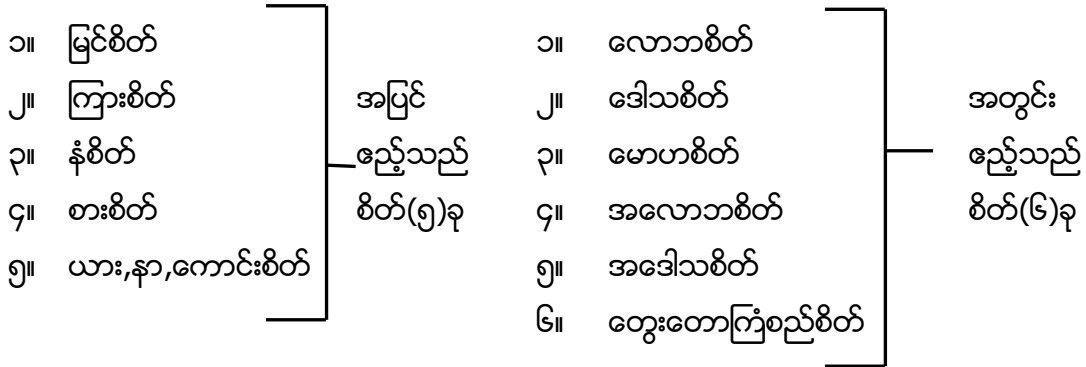 ၁။ မြင်စိတ်
၂။ ကြားစိတ်
၃။ နံစိတ်
၄။ စားစိတ်
၅။ ယား,နာ,ကောင်းစိတ်
အပြင်
ဧည့်သည်
စိတ်(၅)ခု
၁။ လောဘစိတ်
၂။ ဒေါသစိတ်
၃။ မောဟစိတ်
၄။ အလောဘစိတ်
၅။ အဒေါသစိတ်
၆။ တွေးတောကြံစည်စိတ်
အတွင်း
ဧည့်သည်
စိတ်(၆)ခု